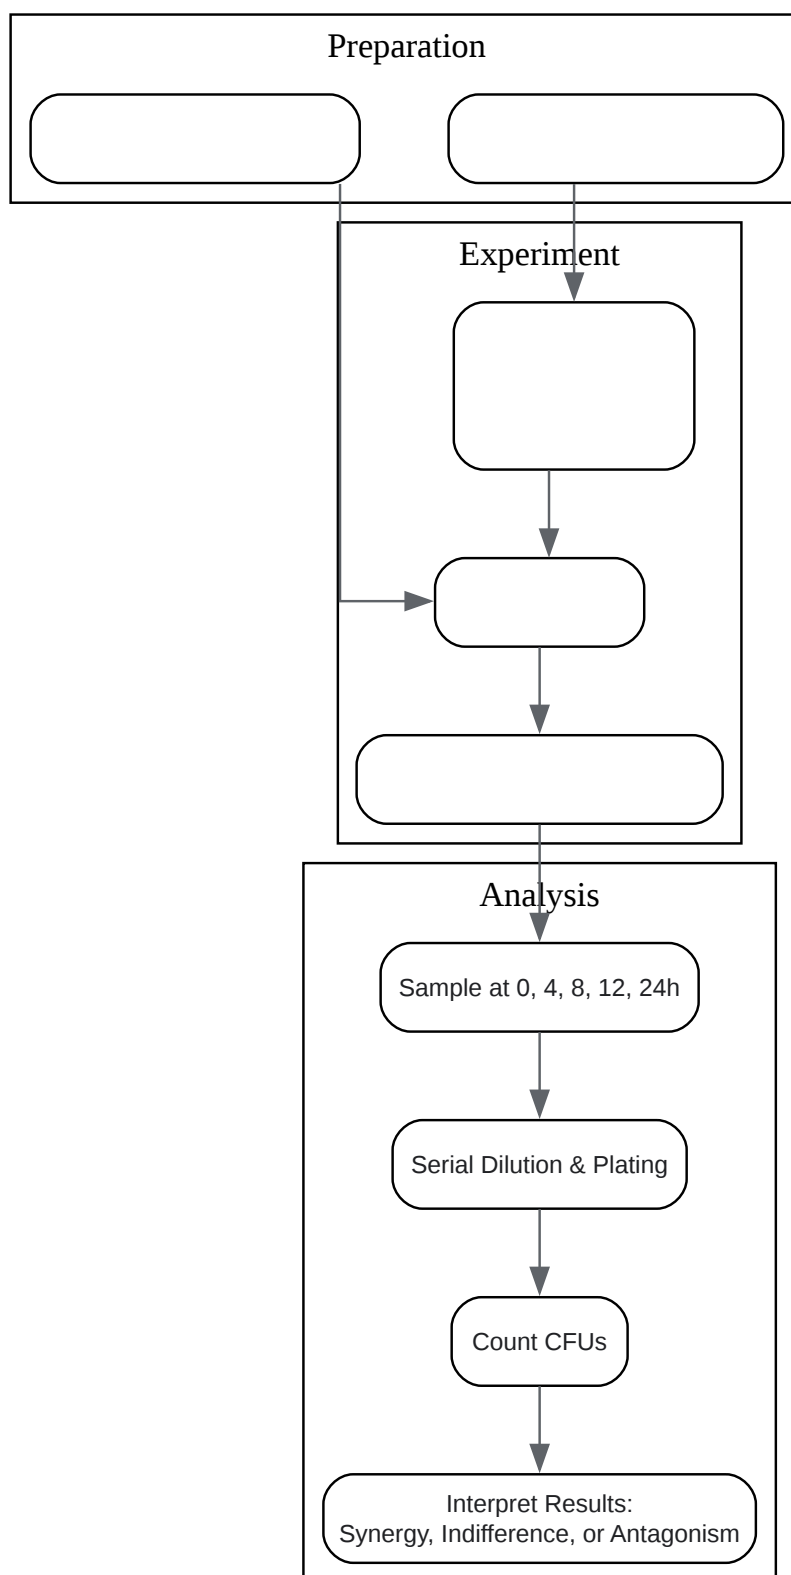 Preparation
Experiment
Analysis
Sample at 0, 4, 8, 12, 24h
Serial Dilution & Plating
Count CFUs
Interpret Results:
Synergy, Indifference, or Antagonism